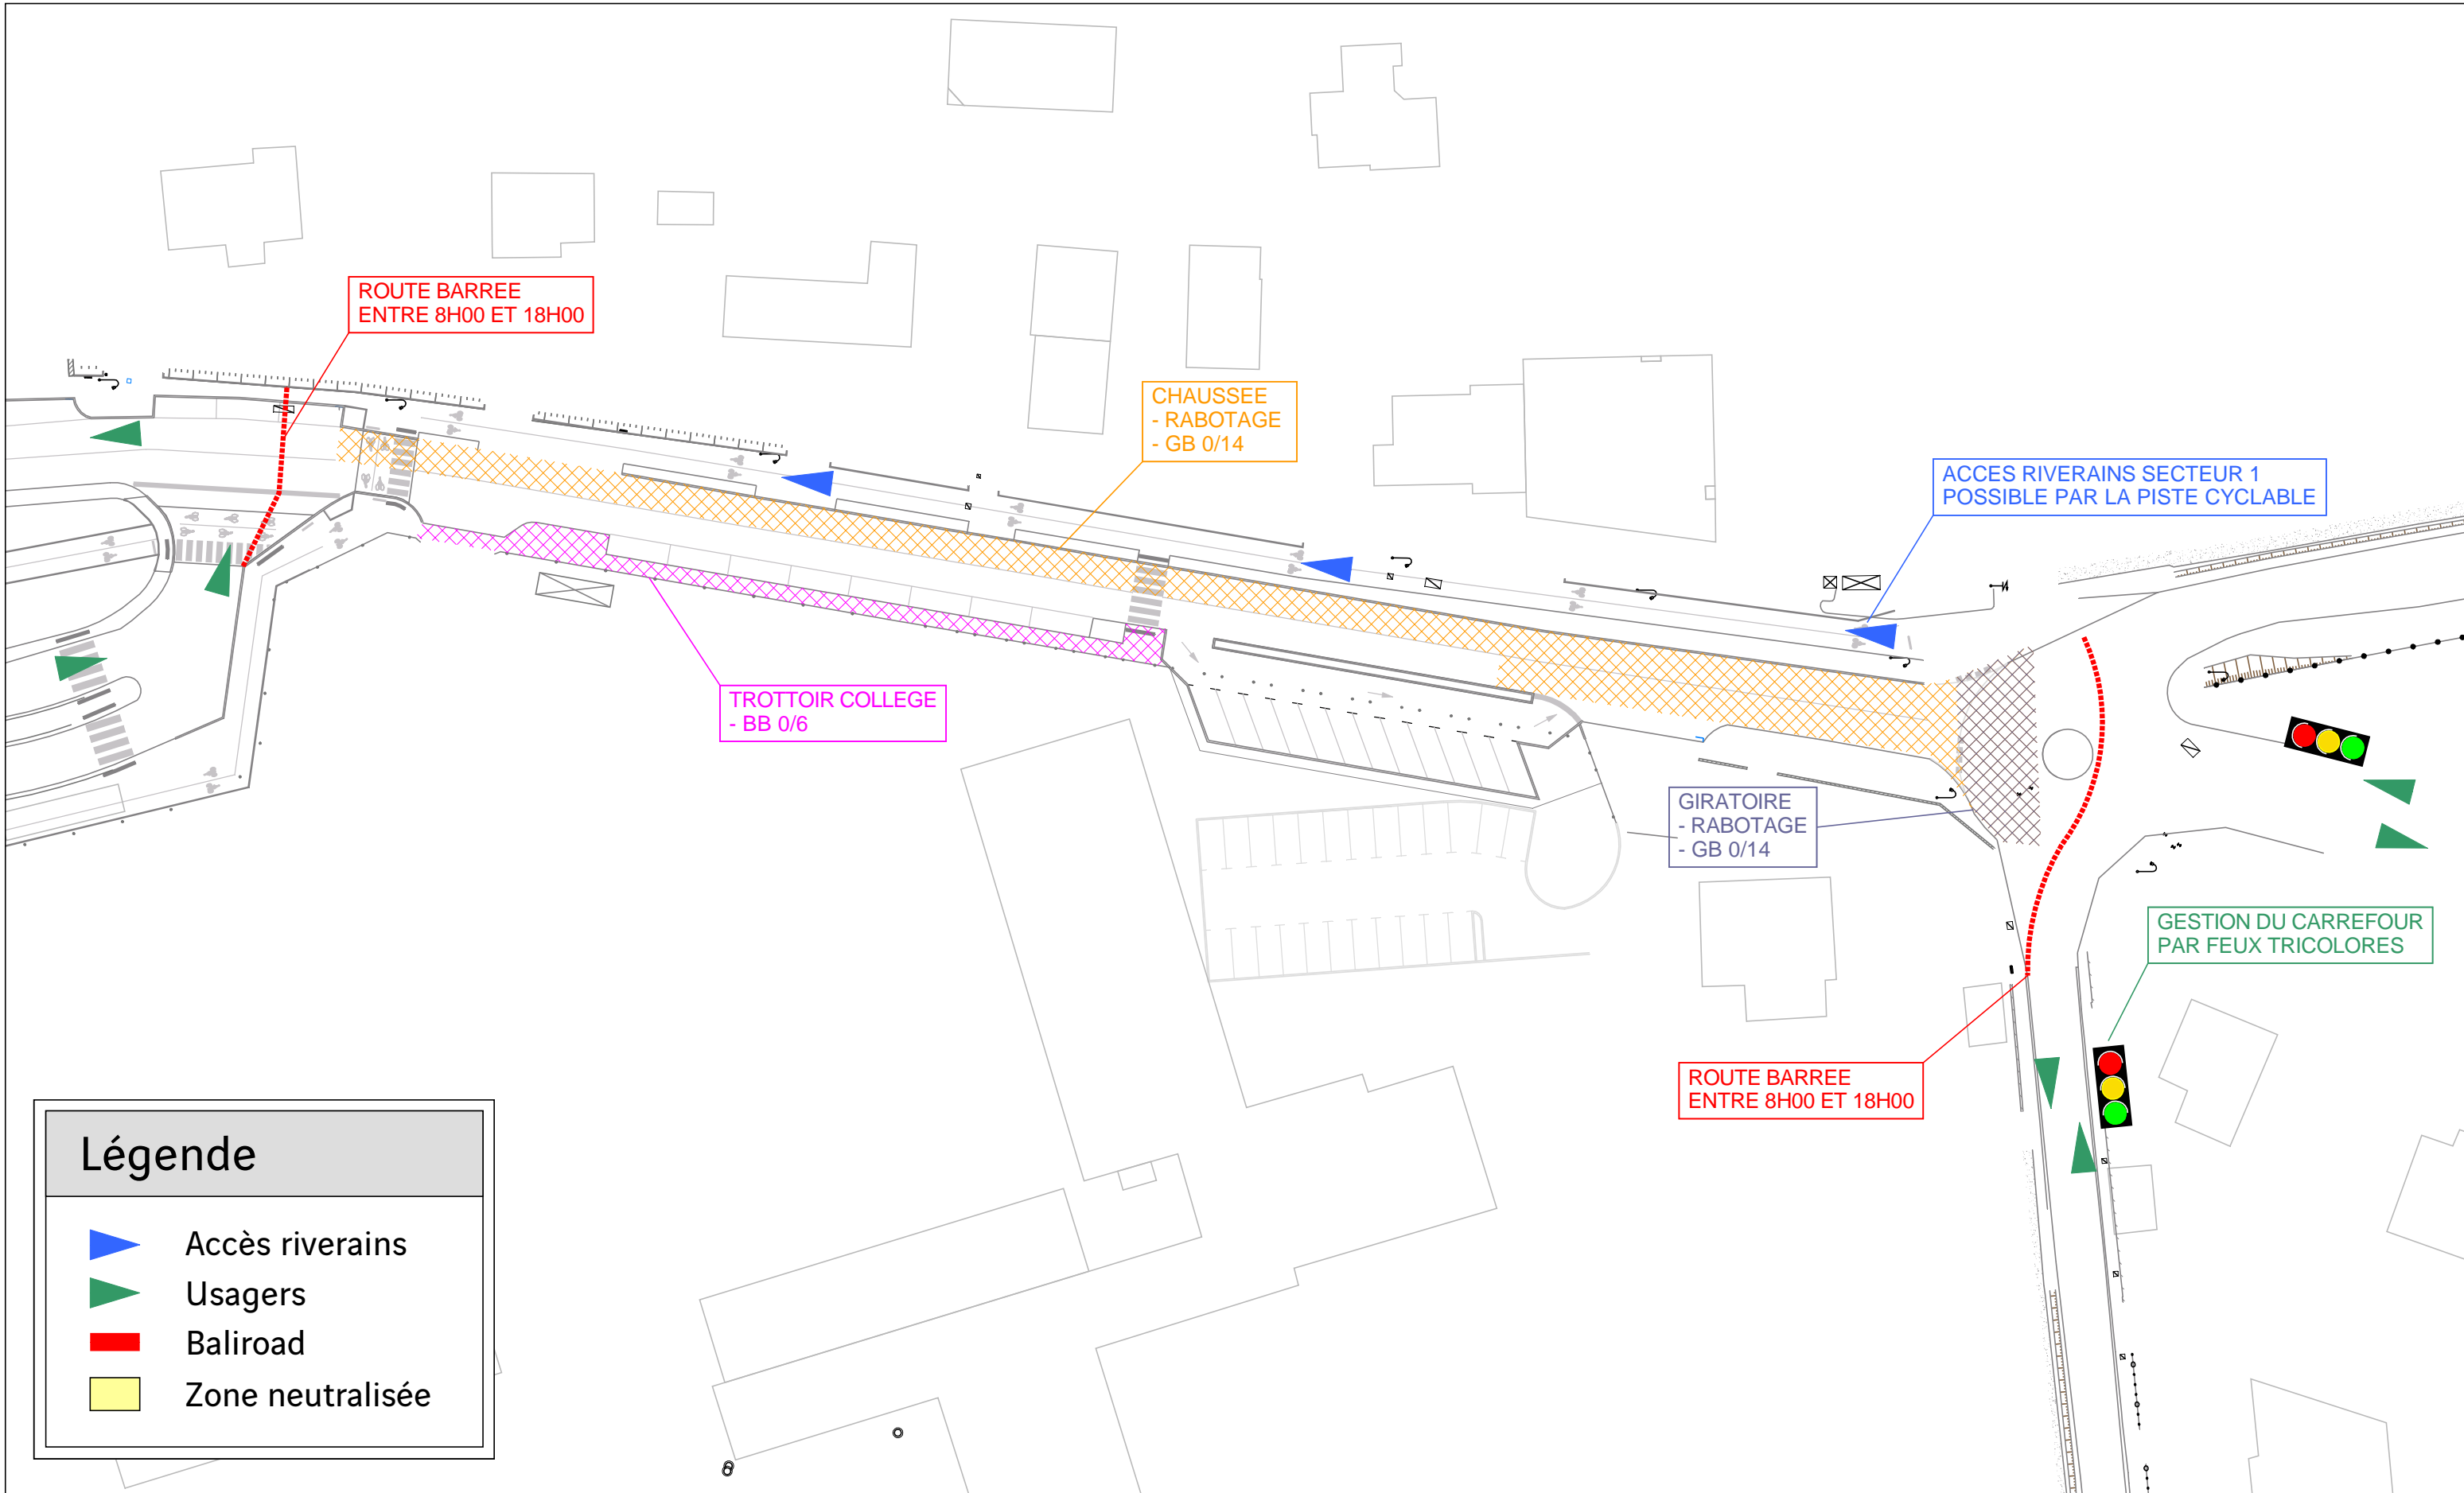 ROUTE BARREE
ENTRE 8H00 ET 18H00
CHAUSSEE
- RABOTAGE
- GB 0/14
ACCES RIVERAINS SECTEUR 1
POSSIBLE PAR LA PISTE CYCLABLE
TROTTOIR COLLEGE
- BB 0/6
GIRATOIRE
- RABOTAGE
- GB 0/14
GESTION DU CARREFOUR
PAR FEUX TRICOLORES
ROUTE BARREE
ENTRE 8H00 ET 18H00
Légende
Accès riverains
Usagers
Baliroad
Zone neutralisée